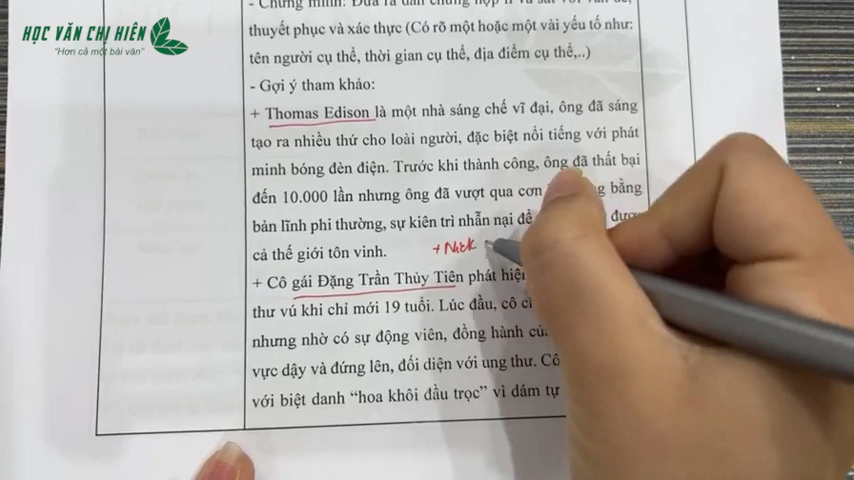 HỌC VĂN CHỊ HIÊN
"Hơn cả một bài văn"
thuyết phục và xác thực (Có rõ một hoặc một vài yếu tố như:
tên người cụ thể, thời gian cụ thể, địa điểm cụ thể,..)
- Gợi ý tham khảo:
+ Thomas Edison là một nhà sáng chế vĩ đại, ông đã sáng
tạo ra nhiều thứ cho loài người, đặc biệt nổi tiếng với phát
minh bóng đèn điện. Trước khi thành công, ông đã thất bại
đến 10.000 lần nhưng ông đã vượt qua cơn bằng
bản lĩnh phi thường, sự kiên trì nhẫn nại để
cả thế giới tôn vinh.
+ Nick
+ Cô gái Đặng Trần Thủy Tiên phát hiện
thư vú khi chỉ mới 19 tuổi. Lúc đầu, cô
nhưng nhờ có sự động viên, đồng hành
vực dậy và đứng lên, đối diện với ung thư. Cô
với biệt danh "hoa khôi đầu trọc" vì dám tự